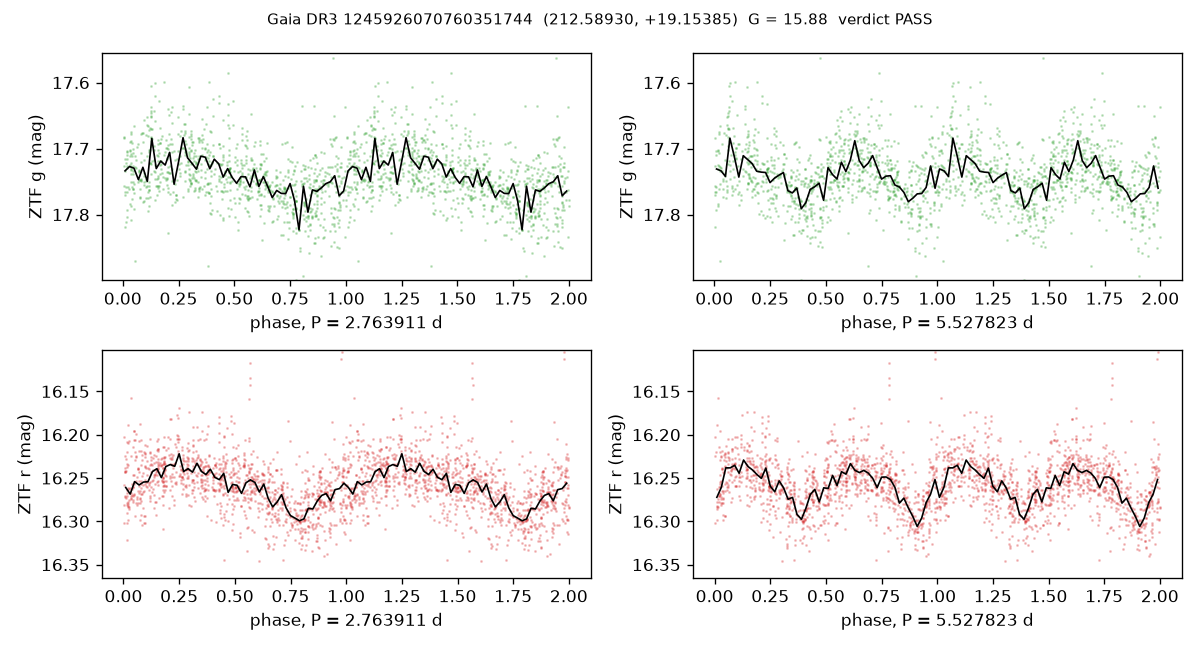 Gaia DR3 1245926070760351744  (212.58930, +19.15385)  G = 15.88  verdict PASS
ZTF g (mag)
17.6
17.7
17.8
0.00 0.25 0.50 0.75 1.00 1.25 1.50 1.75 2.00
phase, P = 2.763911 d
ZTF g (mag)
17.6
17.7
17.8
0.00 0.25 0.50 0.75 1.00 1.25 1.50 1.75 2.00
phase, P = 5.527823 d
ZTF r (mag)
16.15
16.20
16.25
16.30
16.35
0.00 0.25 0.50 0.75 1.00 1.25 1.50 1.75 2.00
phase, P = 2.763911 d
ZTF r (mag)
16.15
16.20
16.25
16.30
16.35
0.00 0.25 0.50 0.75 1.00 1.25 1.50 1.75 2.00
phase, P = 5.527823 d